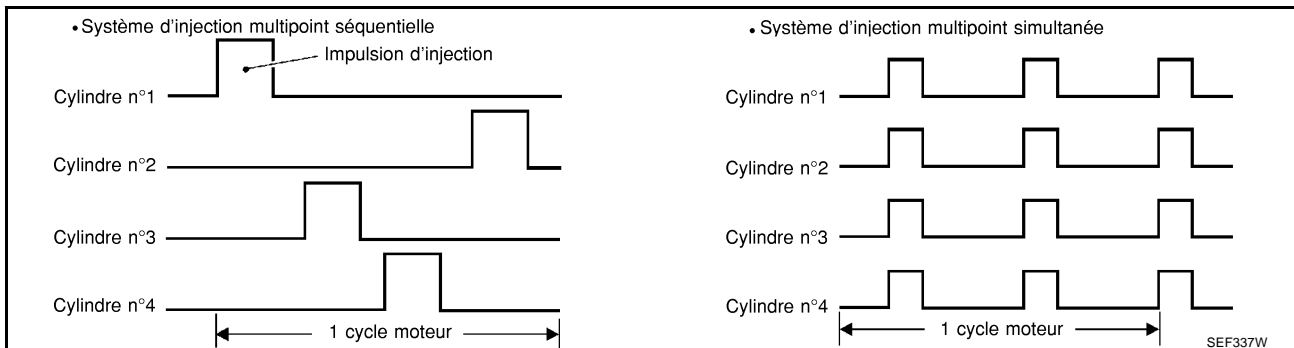 • Système d'injection multipoint séquentielle
Impulsion d'injection
Cylindre n°1
Cylindre n°2
Cylindre n°3
Cylindre n°4
1 cycle moteur
• Système d'injection multipoint simultanée
Cylindre n°1
Cylindre n°2
Cylindre n°3
Cylindre n°4
1 cycle moteur
SEF337W